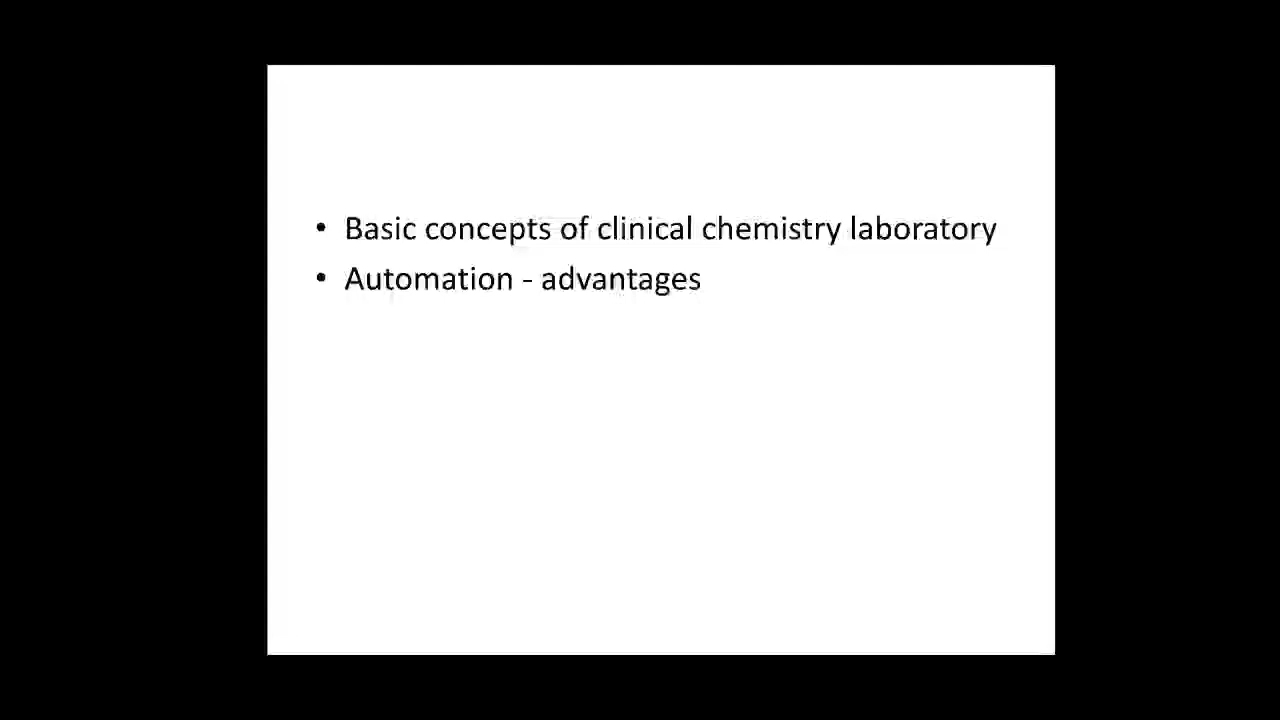 • Basic concepts of clinical chemistry laboratory
• Automation - advantages